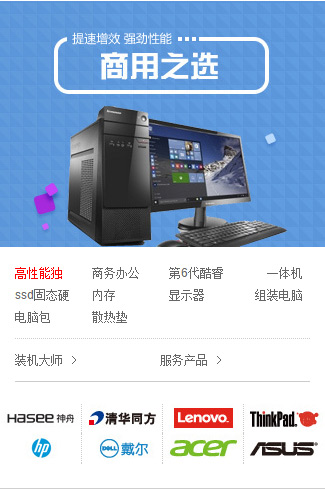 提速增效 强劲性能
商用之选
高性能独 商务办公 第6代酷睿 一体机
ssd固态硬 内存 显示器 组装电脑
电脑包 散热垫
装机大师 > 服务产品 >
HASEE 神舟 清华同方 Lenovo. ThinkPad.
hp DELL 戴尔 acer ASUS